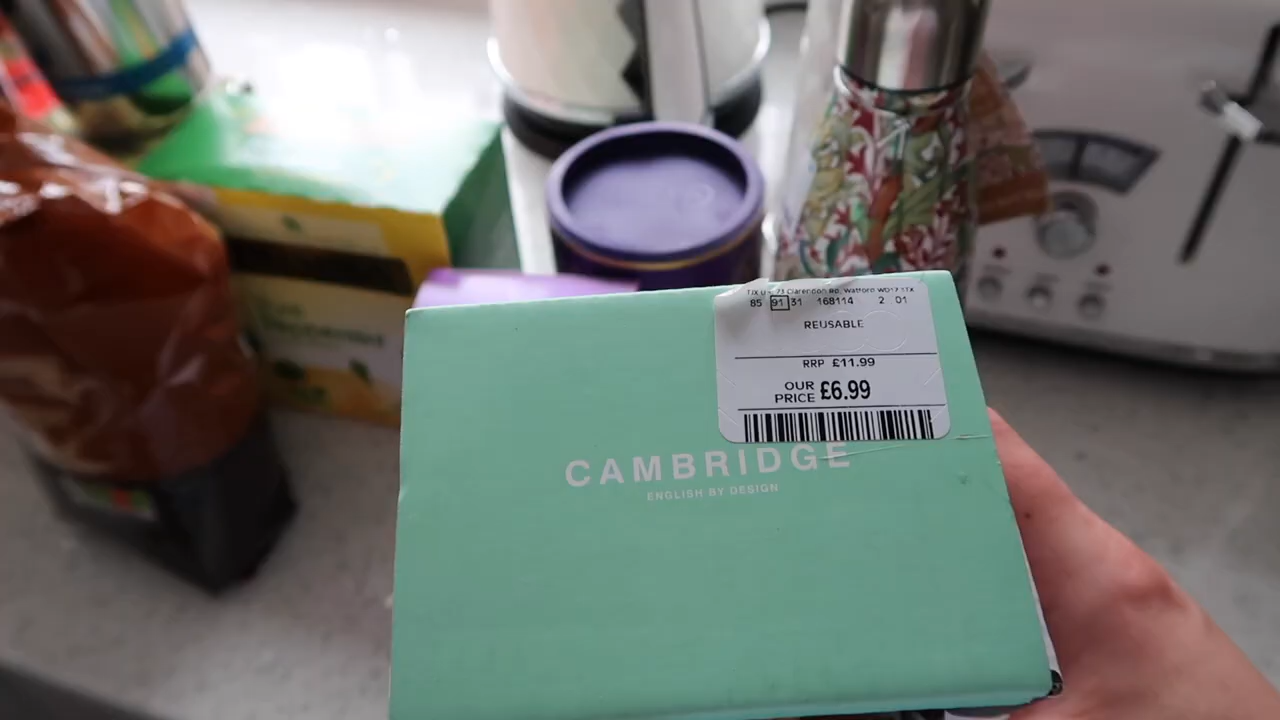 TJX UK, 73 Clarendon Rd, Watford WD17 1TX
85 91 31 168114 2 01
REUSABLE
RRP £11.99
OUR PRICE £6.99
CAMBRIDGE
ENGLISH BY DESIGN